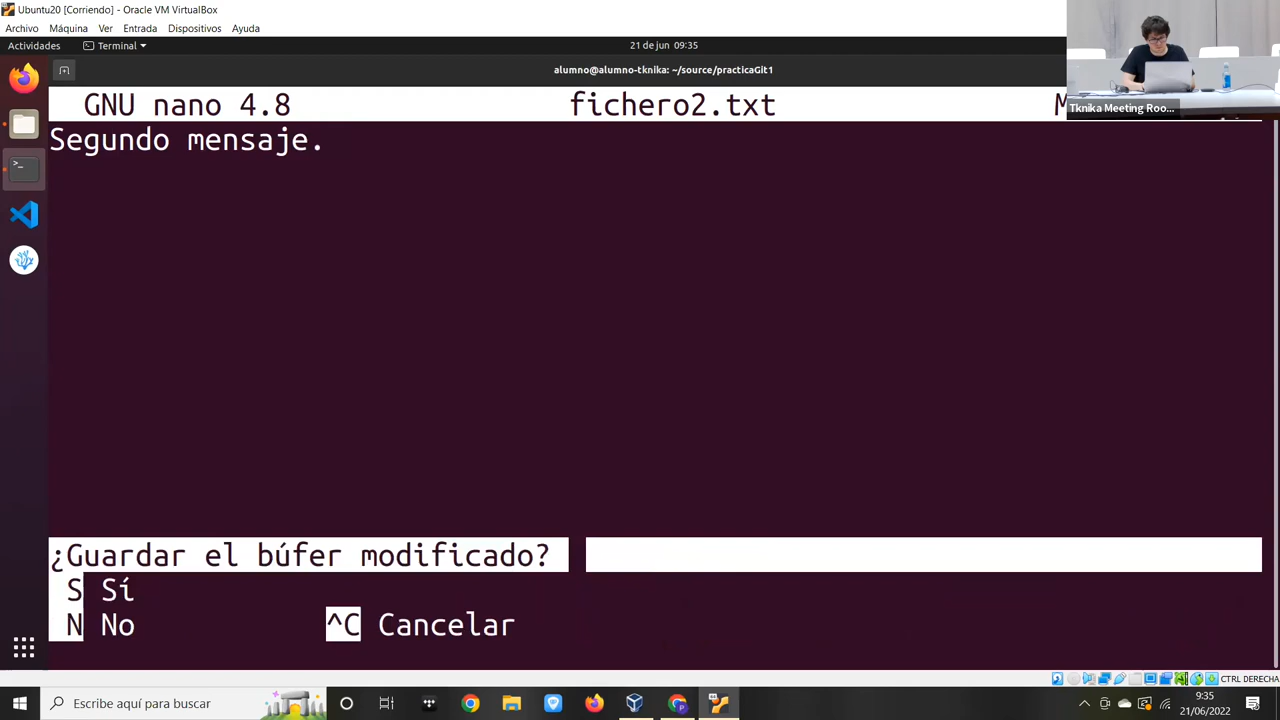 Ubuntu20 [Corriendo] - Oracle VM VirtualBox
Archivo Máquina Ver Entrada Dispositivos Ayuda
Actividades Terminal 21 de jun 09:35
alumno@alumno-tknika: ~/source/practicaGit1
Tknika Meeting Roo...
GNU nano 4.8 fichero2.txt
Segundo mensaje.
¿Guardar el búfer modificado?
S Sí
N No ^C Cancelar
CTRL DERECHA
Escribe aquí para buscar
9:35
21/06/2022